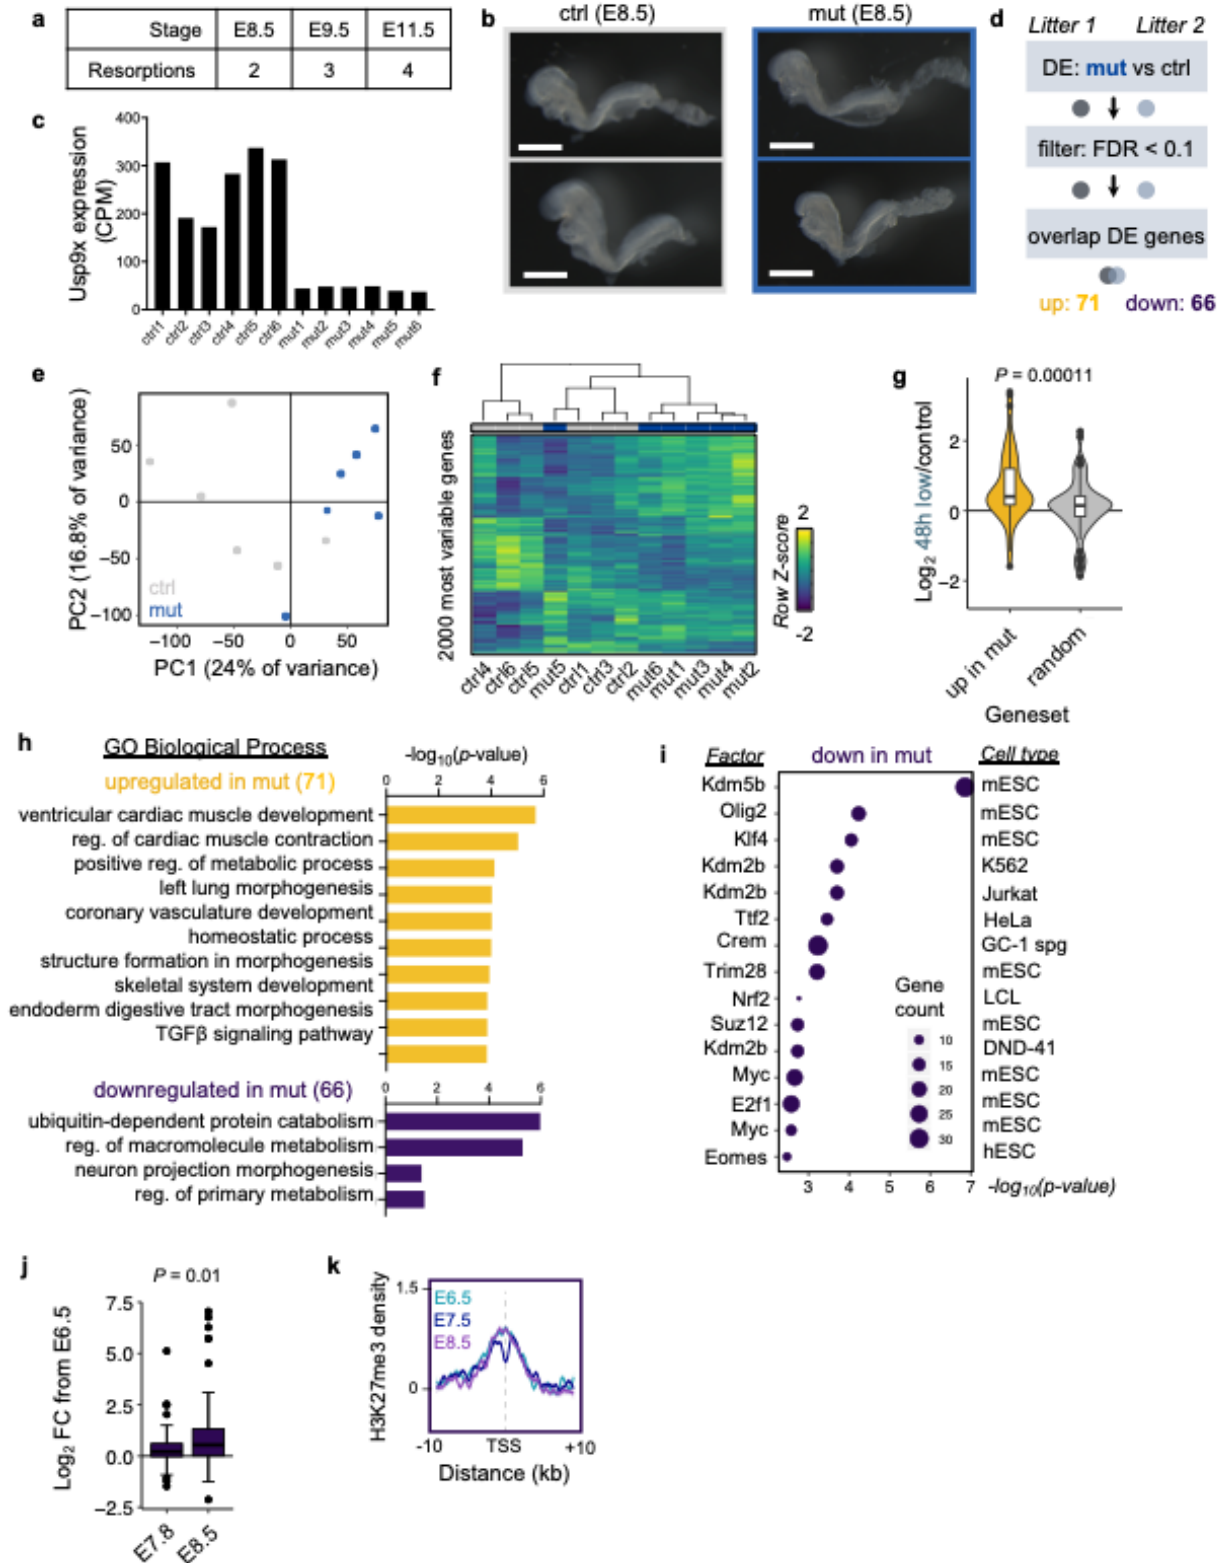 a
Stage E8.5 E9.5 E11.5
Resorptions 2 3 4
b
ctrl (E8.5) mut (E8.5)
c
Usp9x expression
(CPM)
400
300
200
100
0
ctrl1 ctrl2 ctrl3 ctrl4 ctrl5 ctrl6 mut1 mut2 mut3 mut4 mut5 mut6
d
Litter 1 Litter 2
DE: mut vs ctrl
filter: FDR < 0.1
overlap DE genes
up: 71 down: 66
e
PC2 (16.8% of variance)
50
0
−50
−100
ctrl
mut
−100 −50 0 50
PC1 (24% of variance)
f
2000 most variable genes
ctrl4 ctrl6 ctrl5 mut5 ctrl1 ctrl3 ctrl2 mut6 mut1 mut3 mut4 mut2
Row Z-score
2
-2
g
P = 0.00011
Log2 48h low/control
2
0
−2
up in mut random
Geneset
h
GO Biological Process
-log10(p-value)
upregulated in mut (71)
0 2 4 6
ventricular cardiac muscle development
reg. of cardiac muscle contraction
positive reg. of metabolic process
left lung morphogenesis
coronary vasculature development
homeostatic process
structure formation in morphogenesis
skeletal system development
endoderm digestive tract morphogenesis
TGFβ signaling pathway
downregulated in mut (66)
0 2 4 6
ubiquitin-dependent protein catabolism
reg. of macromolecule metabolism
neuron projection morphogenesis
reg. of primary metabolism
i
Factor down in mut Cell type
Kdm5b mESC
Olig2 mESC
Klf4 mESC
Kdm2b K562
Kdm2b Jurkat
Ttf2 HeLa
Crem GC-1 spg
Trim28 mESC
Nrf2 LCL
Suz12 mESC
Kdm2b DND-41
Myc mESC
E2f1 mESC
Myc mESC
Eomes hESC
Gene
count
10
15
20
25
30
3 4 5 6 7 -log10(p-value)
j
P = 0.01
Log2 FC from E6.5
7.5
5.0
2.5
0.0
−2.5
E7.8 E8.5
k
H3K27me3 density
1.5
0
E6.5
E7.5
E8.5
-10 TSS +10
Distance (kb)